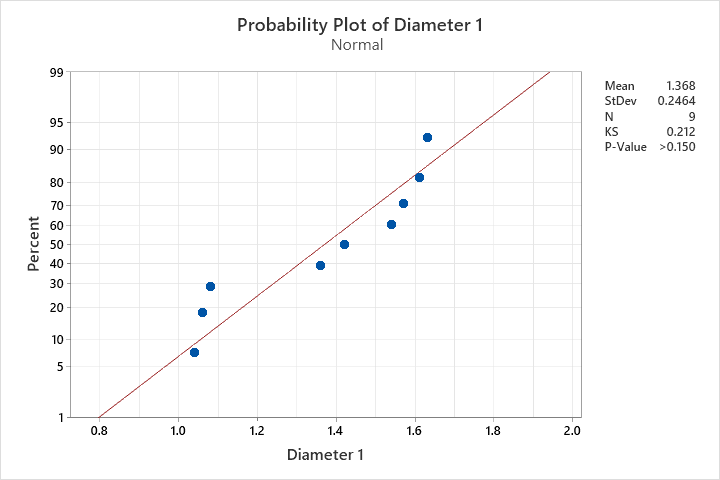 Probability Plot of Diameter 1
Normal
99
95
90
80
70
60
50
40
30
20
10
5
1
Percent
0.8 1.0 1.2 1.4 1.6 1.8 2.0
Diameter 1
Mean 1.368
StDev 0.2464
N 9
KS 0.212
P-Value >0.150